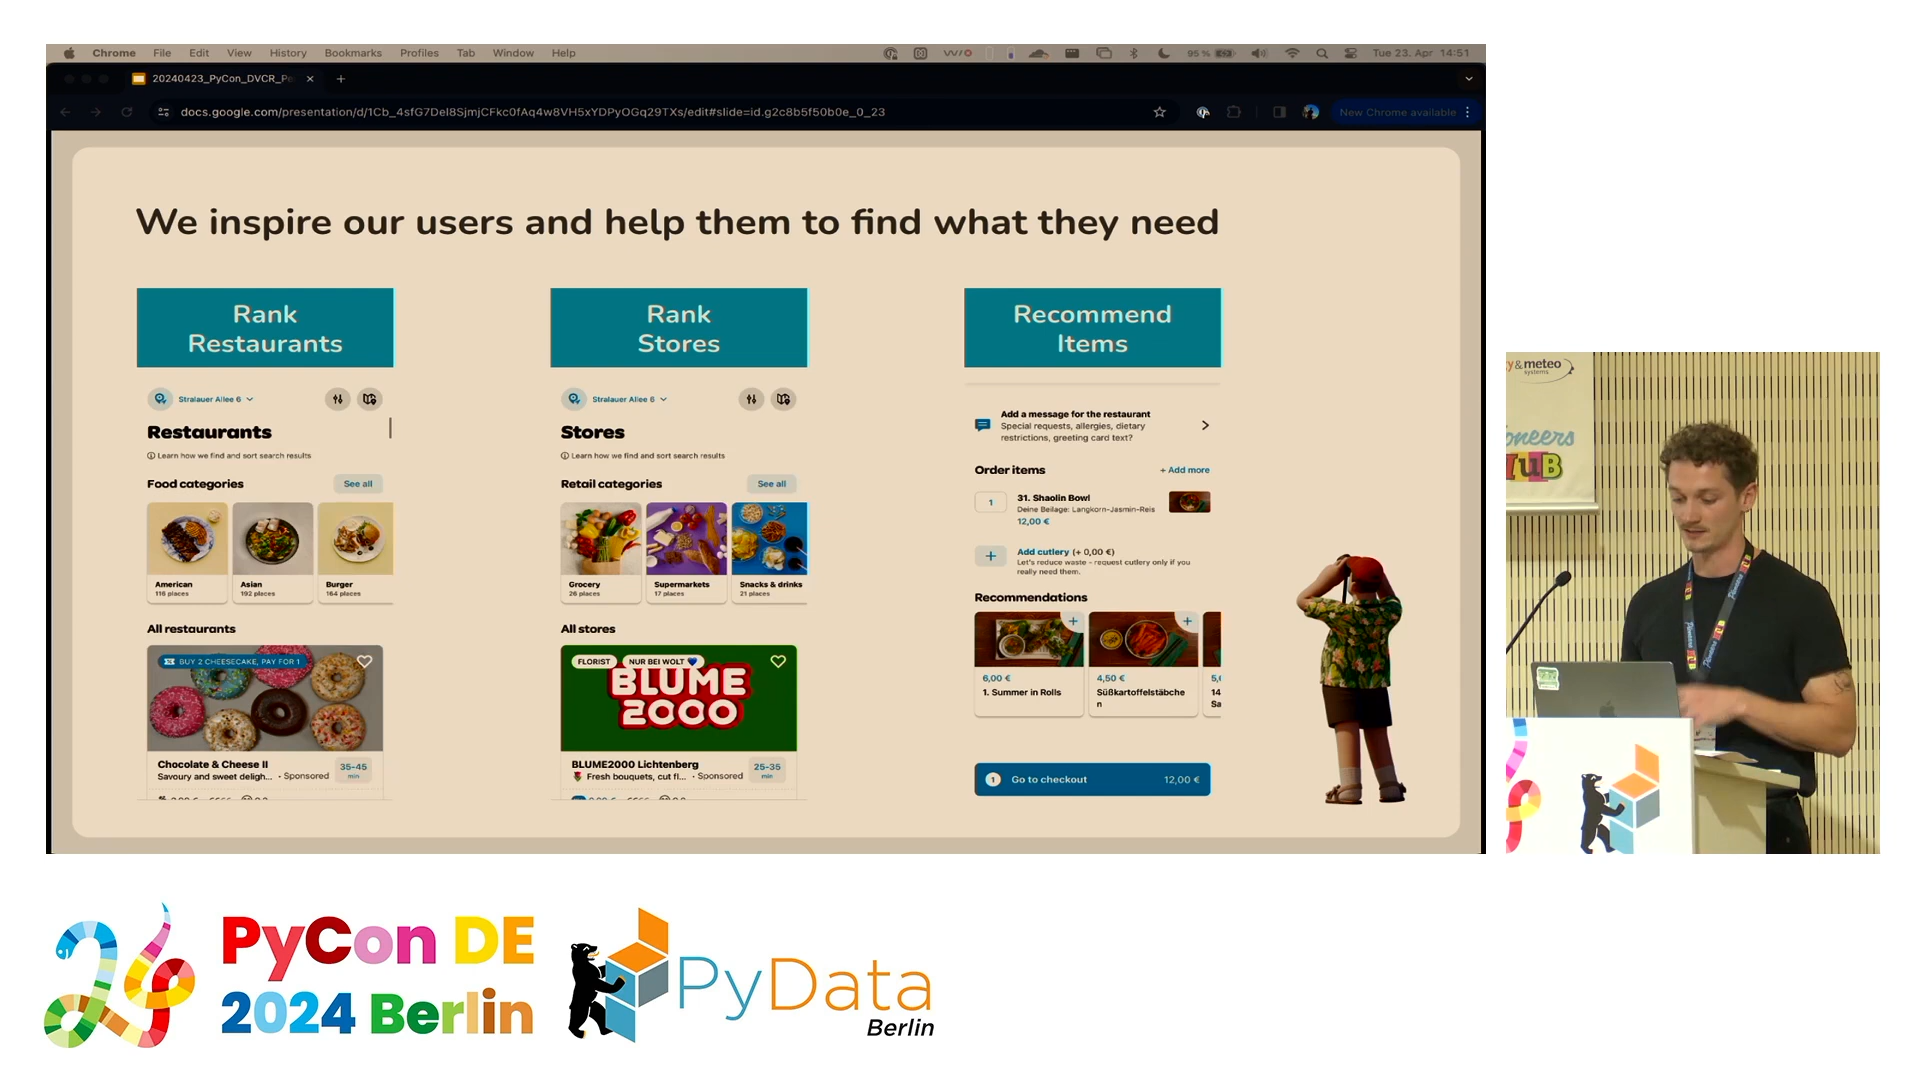 Chrome File Edit View History Bookmarks Profiles Tab Window Help
95 % Tue 23. Apr 14:51
20240423_PyCon_DVCR_Pe
docs.google.com/presentation/d/1Cb_4sfG7Del8SjmjCFkc0fAq4w8VH5xYDPyOGq29TXs/edit#slide=id.g2c8b5f50b0e_0_23
New Chrome available
We inspire our users and help them to find what they need
Rank
Restaurants
Stralauer Allee 6
Restaurants
Learn how we find and sort search results
Food categories See all
American
116 places
Asian
192 places
Burger
164 places
All restaurants
BUY 2 CHEESECAKE, PAY FOR 1
Chocolate & Cheese II
Savoury and sweet deligh... • Sponsored
35-45
min
Rank
Stores
Stralauer Allee 6
Stores
Learn how we find and sort search results
Retail categories See all
Grocery
26 places
Supermarkets
17 places
Snacks & drinks
21 places
All stores
FLORIST NUR BEI WOLT
BLUME
2000
BLUME2000 Lichtenberg
Fresh bouquets, cut fl... • Sponsored
25-35
min
Recommend
Items
Add a message for the restaurant
Special requests, allergies, dietary
restrictions, greeting card text?
Order items + Add more
1
31. Shaolin Bowl
Deine Beilage: Langkorn-Jasmin-Reis
12,00 €
Add cutlery (+ 0,00 €)
Let's reduce waste - request cutlery only if you
really need them.
Recommendations
6,00 €
1. Summer in Rolls
4,50 €
Süßkartoffelstäbche
n
14
Sa
1 Go to checkout 12,00 €
y & meteo
systems
oneers
HuB
PyCon DE
2024 Berlin
PyData
Berlin